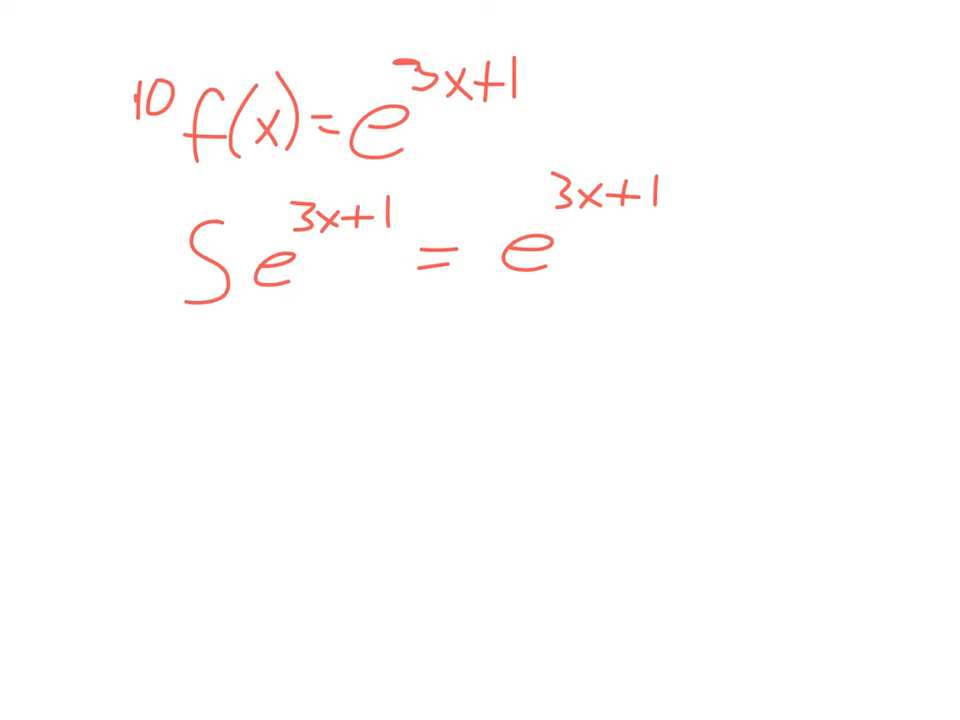 10 f(x) = e^{3x+1}
∫ e^{3x+1} = e^{3x+1}